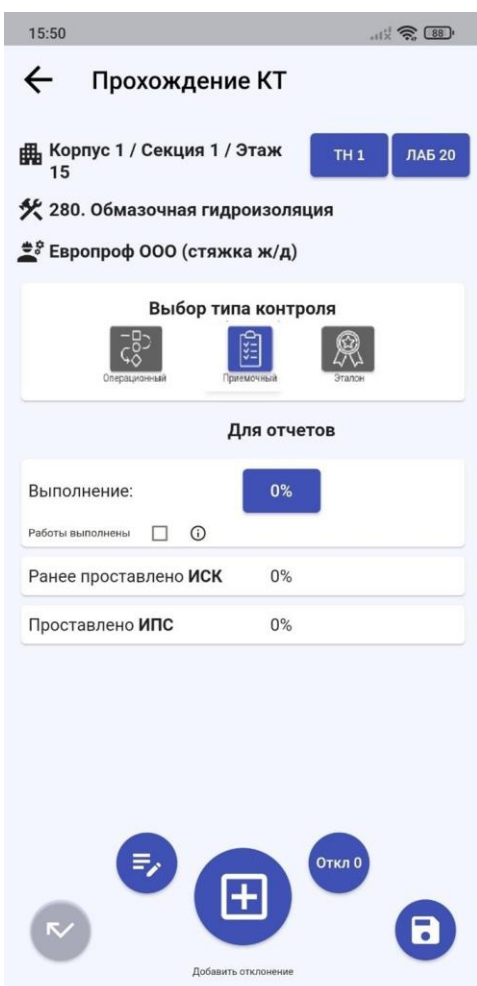 15:50
88
Прохождение КТ
Корпус 1 / Секция 1 / Этаж
15
ТН 1
ЛАБ 20
280. Обмазочная гидроизоляция
Европроф ООО (стяжка ж/д)
Выбор типа контроля
Операционный
Приемочный
Эталон
Для отчетов
Выполнение:
0%
Работы выполнены
Ранее проставлено ИСК 0%
Проставлено ИПС 0%
Откл 0
Добавить отклонение